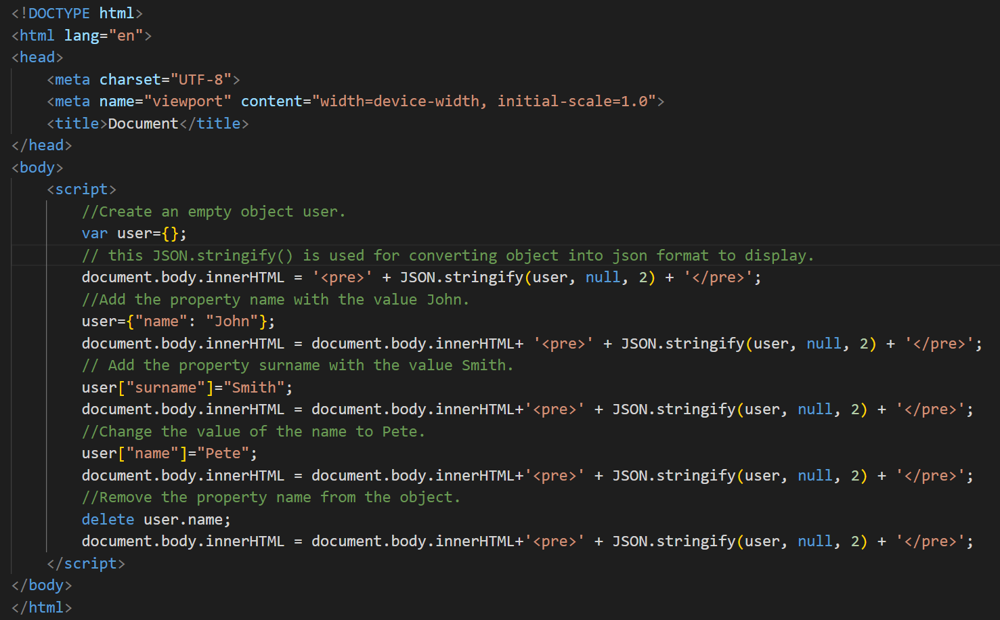 <!DOCTYPE html>
<html lang="en">
<head>
    <meta charset="UTF-8">
    <meta name="viewport" content="width=device-width, initial-scale=1.0">
    <title>Document</title>
</head>
<body>
    <script>
        //Create an empty object user.
        var user={};
        // this JSON.stringify() is used for converting object into json format to display.
        document.body.innerHTML = '<pre>' + JSON.stringify(user, null, 2) + '</pre>';
        //Add the property name with the value John.
        user={"name": "John"};
        document.body.innerHTML = document.body.innerHTML+ '<pre>' + JSON.stringify(user, null, 2) + '</pre>';
        // Add the property surname with the value Smith.
        user["surname"]="Smith";
        document.body.innerHTML = document.body.innerHTML+'<pre>' + JSON.stringify(user, null, 2) + '</pre>';
        //Change the value of the name to Pete.
        user["name"]="Pete";
        document.body.innerHTML = document.body.innerHTML+'<pre>' + JSON.stringify(user, null, 2) + '</pre>';
        //Remove the property name from the object.
        delete user.name;
        document.body.innerHTML = document.body.innerHTML+'<pre>' + JSON.stringify(user, null, 2) + '</pre>';
    </script>
</body>
</html>